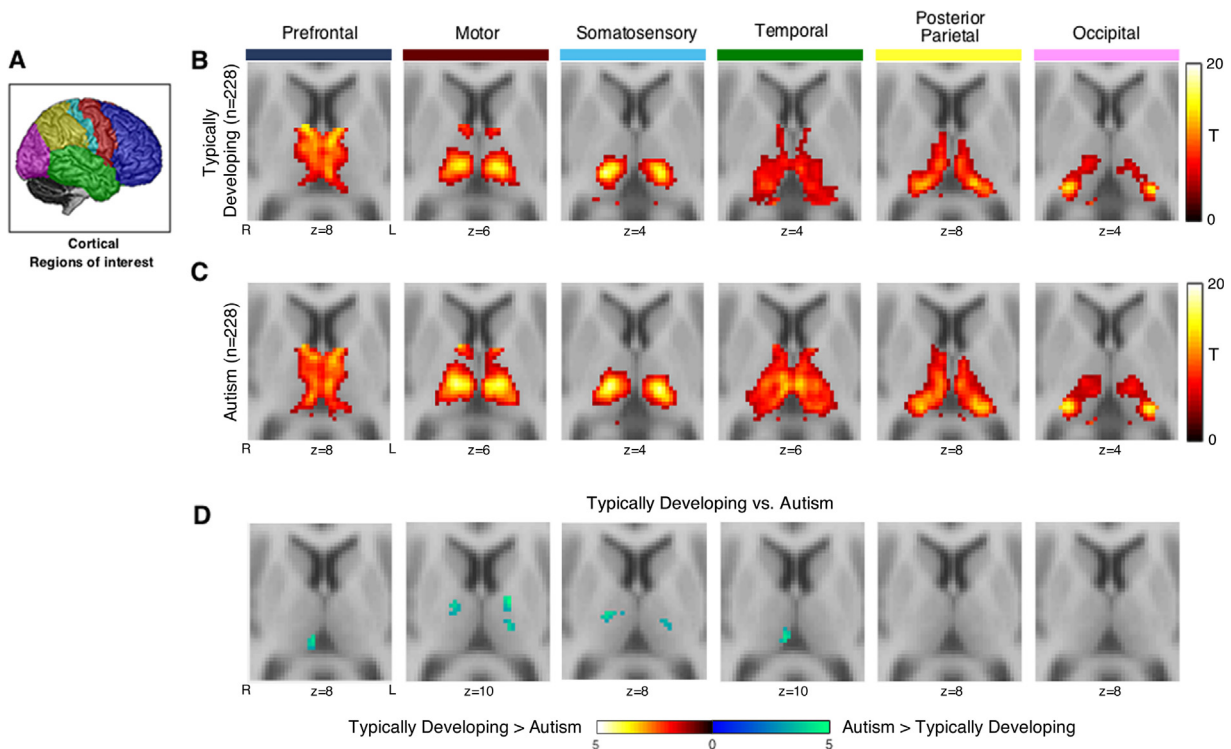 Prefrontal
Motor
Somatosensory
Temporal
Posterior
Parietal
Occipital
A
Cortical
Regions of interest
B
Typically
Developing (n=228)
R
z=8
L
z=6
z=4
z=4
z=8
z=4
20
T
0
C
Autism (n=228)
R
z=8
L
z=6
z=4
z=6
z=8
z=4
20
T
0
D
Typically Developing vs. Autism
R
z=8
L
z=10
z=8
z=10
z=8
z=8
Typically Developing > Autism
5
0
5
Autism > Typically Developing